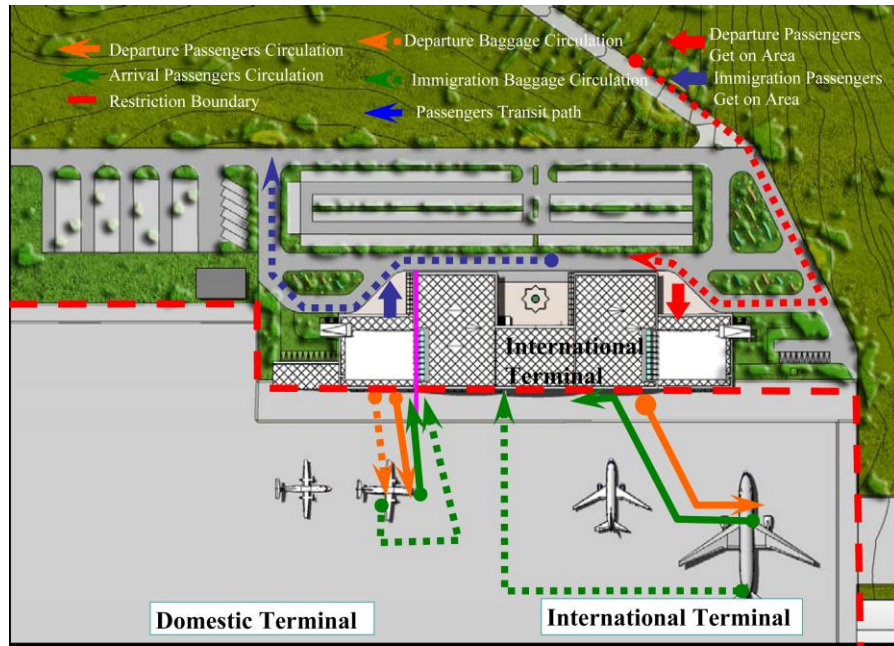 Departure Passengers Circulation
Arrival Passengers Circulation
Restriction Boundary
Departure Baggage Circulation
Immigration Baggage Circulation
Passengers Transit path
Departure Passengers
Get on Area
Immigration Passengers
Get on Area
International
Terminal
Domestic Terminal
International Terminal